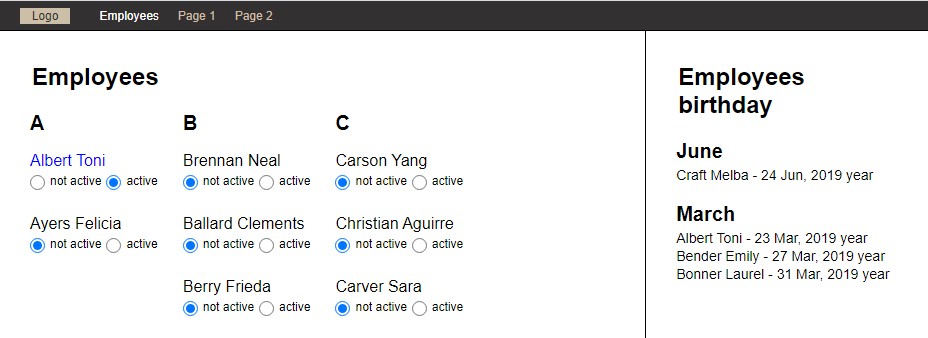 Logo Employees Page 1 Page 2
Employees
A B C
Albert Toni Brennan Neal Carson Yang
not active active not active active not active active
Ayers Felicia Ballard Clements Christian Aguirre
not active active not active active not active active
Berry Frieda Carver Sara
not active active not active active
Employees
birthday
June
Craft Melba - 24 Jun, 2019 year
March
Albert Toni - 23 Mar, 2019 year
Bender Emily - 27 Mar, 2019 year
Bonner Laurel - 31 Mar, 2019 year